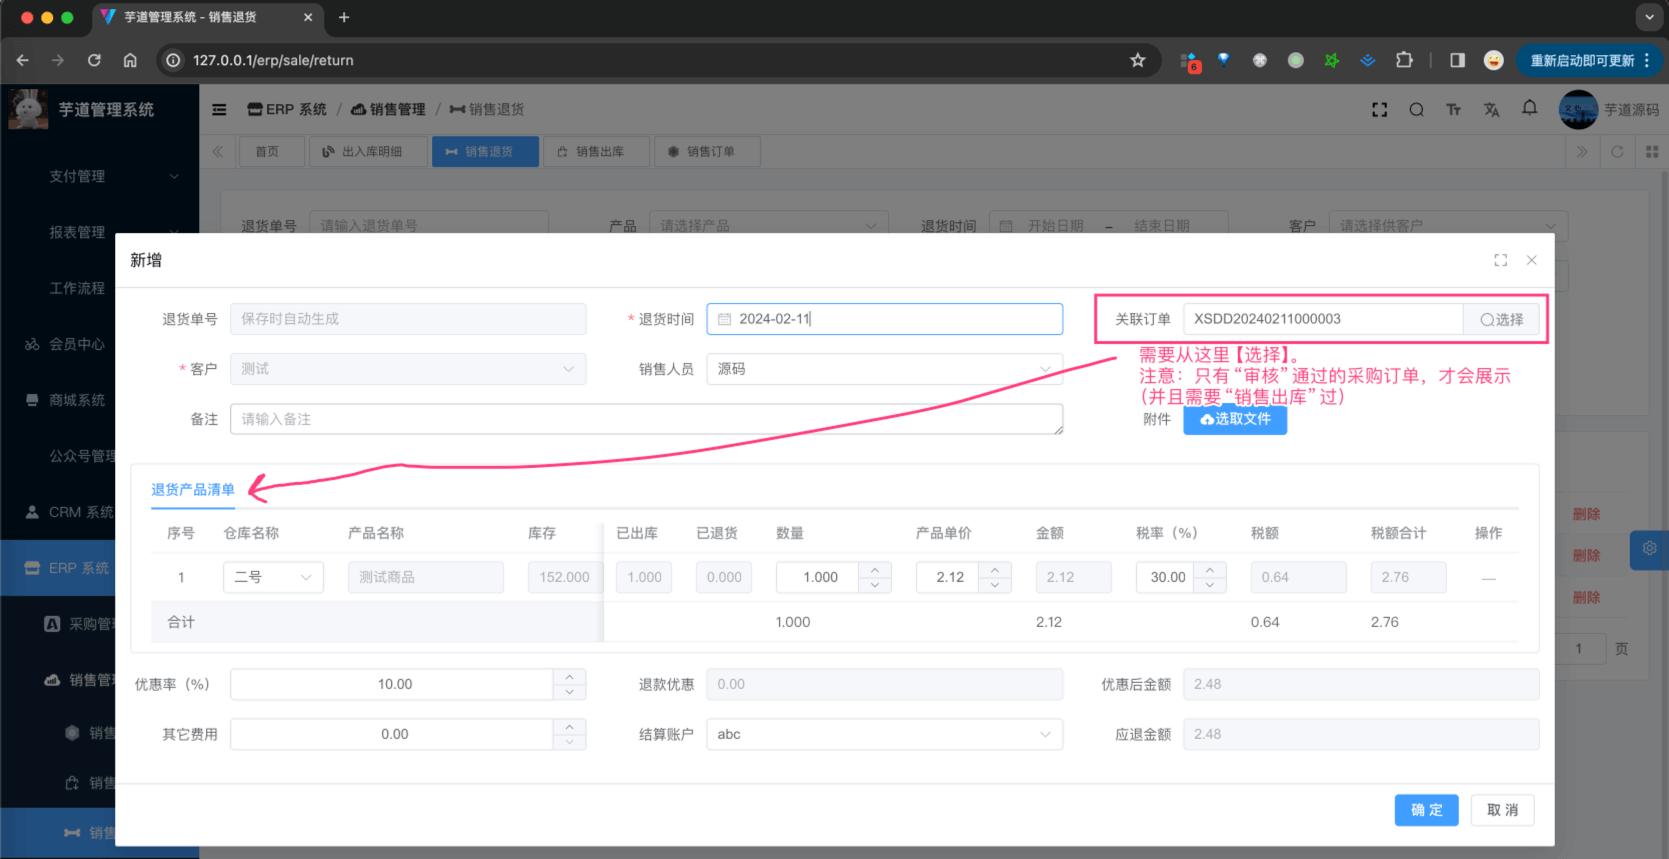 芋道管理系统 - 销售退货
127.0.0.1/erp/sale/return
6
重新启动即可更新
芋道管理系统
ERP 系统 / 销售管理 / 销售退货
芋道源码
首页
出入库明细
销售退货
销售出库
销售订单
支付管理
报表管理
工作流程
会员中心
商城系统
公众号管理
CRM 系统
ERP 系统
采购管
销售管
销售
销售
销售
退货单号 请输入退货单号
产品 请选择产品
退货时间 开始日期 - 结束日期
客户 请选择供客户
新增
退货单号 保存时自动生成
* 退货时间 2024-02-11
关联订单 XSDD20240211000003 选择
需要从这里【选择】。
注意：只有“审核”通过的采购订单，才会展示
（并且需要“销售出库”过）
* 客户 测试
销售人员 源码
备注 请输入备注
附件 选取文件
退货产品清单
序号 仓库名称 产品名称 库存 已出库 已退货 数量 产品单价 金额 税率（%） 税额 税额合计 操作
1 二号 测试商品 152.000 1.000 0.000 1.000 2.12 2.12 30.00 0.64 2.76 —
合计 1.000 2.12 0.64 2.76
优惠率（%） 10.00
退款优惠 0.00
优惠后金额 2.48
其它费用 0.00
结算账户 abc
应退金额 2.48
确 定
取 消
删除
删除
删除
1 页